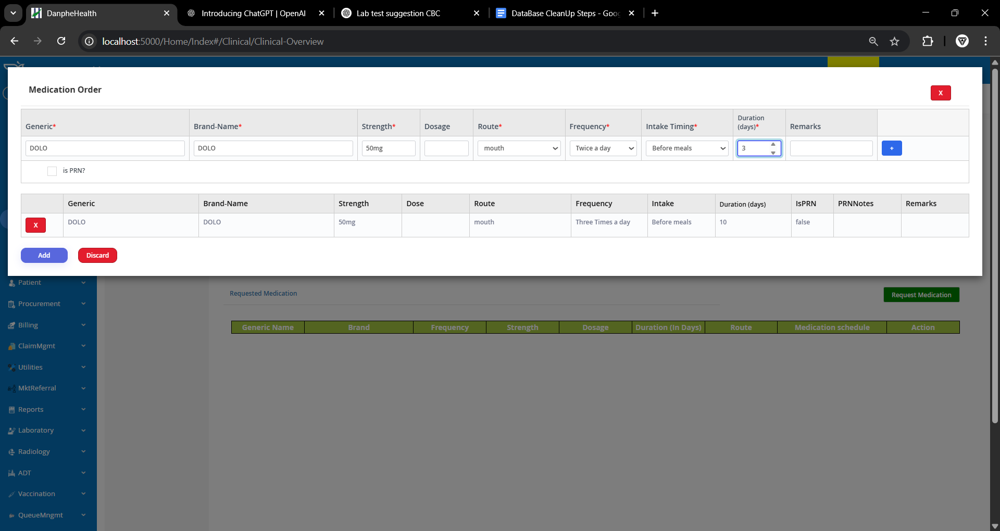 DanpheHealth
Introducing ChatGPT | OpenAI
Lab test suggestion CBC
DataBase CleanUp Steps - Goog
localhost:5000/Home/Index#/Clinical/Clinical-Overview
Medication Order
X
Generic* Brand-Name* Strength* Dosage Route* Frequency* Intake Timing* Duration (days)* Remarks
DOLO DOLO 50mg mouth Twice a day Before meals 3 +
is PRN?
Generic Brand-Name Strength Dose Route Frequency Intake Duration (days) IsPRN PRNNotes Remarks
X DOLO DOLO 50mg mouth Three Times a day Before meals 10 false
Add Discard
Patient
Procurement
Billing
ClaimMgmt
Utilities
MktReferral
Reports
Laboratory
Radiology
ADT
Vaccination
QueueMngmt
Requested Medication
Request Medication
Generic Name Brand Frequency Strength Dosage Duration (In Days) Route Medication schedule Action